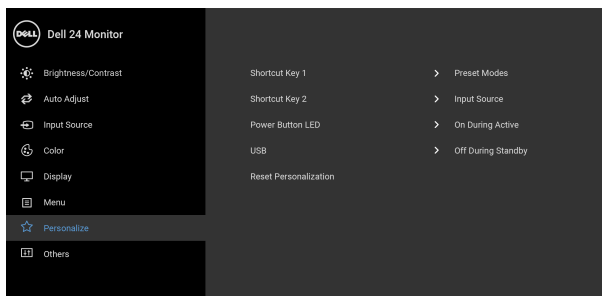 DELL Dell 24 Monitor
Brightness/Contrast
Shortcut Key 1 Preset Modes
Auto Adjust
Shortcut Key 2 Input Source
Input Source
Power Button LED On During Active
Color
USB Off During Standby
Display
Reset Personalization
Menu
Personalize
Others